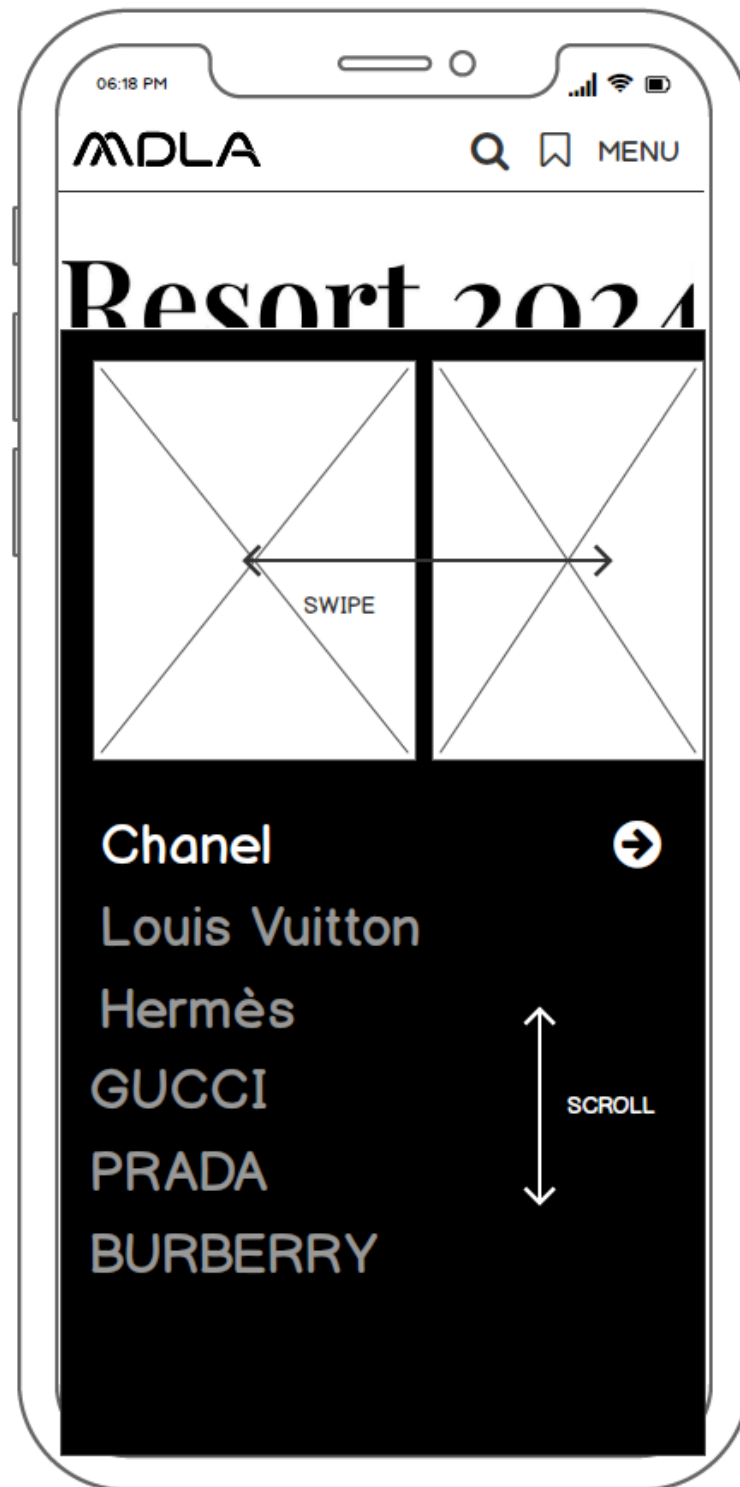 06:18 PM
MDLA
MENU
Resort 2024
SWIPE
Chanel
Louis Vuitton
Hermès
GUCCI
SCROLL
PRADA
BURBERRY